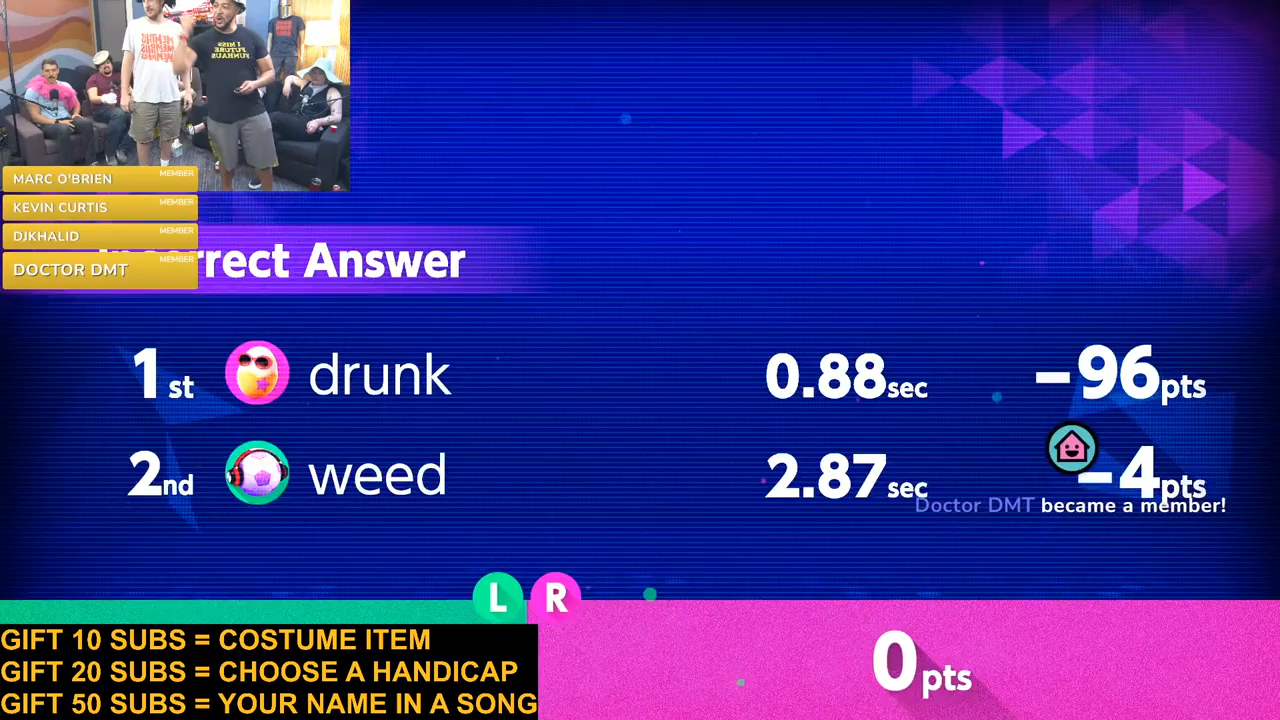 MARC O'BRIEN MEMBER
KEVIN CURTIS MEMBER
DJKHALID MEMBER
DOCTOR DMT MEMBER
Incorrect Answer
1st drunk 0.88sec -96pts
2nd weed 2.87sec -4pts
Doctor DMT became a member!
L R
GIFT 10 SUBS = COSTUME ITEM
GIFT 20 SUBS = CHOOSE A HANDICAP
GIFT 50 SUBS = YOUR NAME IN A SONG
0pts